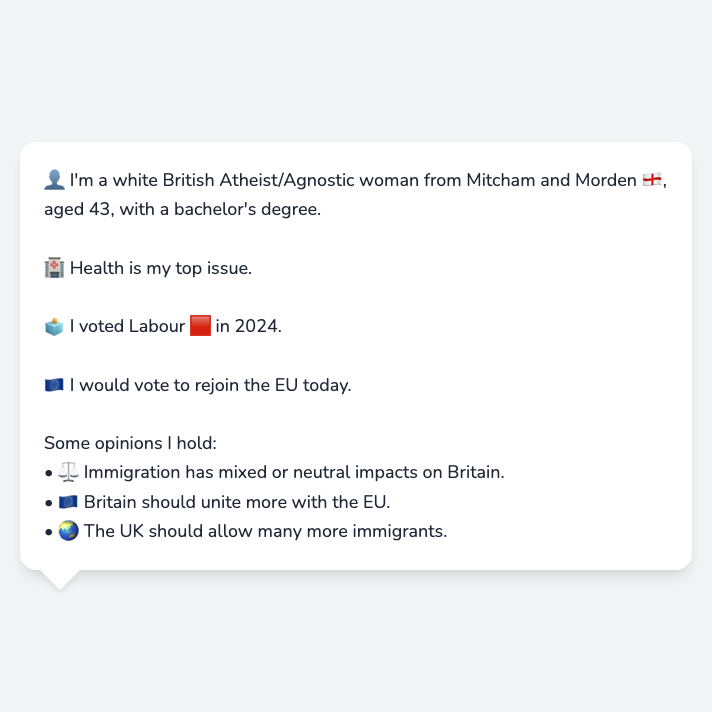 👤 I'm a white British Atheist/Agnostic woman from Mitcham and Morden 🏴󠁧󠁢󠁥󠁮󠁧󠁿,
aged 43, with a bachelor's degree.
🏥 Health is my top issue.
🗳️ I voted Labour 🟥 in 2024.
🇪🇺 I would vote to rejoin the EU today.
Some opinions I hold:
• ⚖️ Immigration has mixed or neutral impacts on Britain.
• 🇪🇺 Britain should unite more with the EU.
• 🌏 The UK should allow many more immigrants.